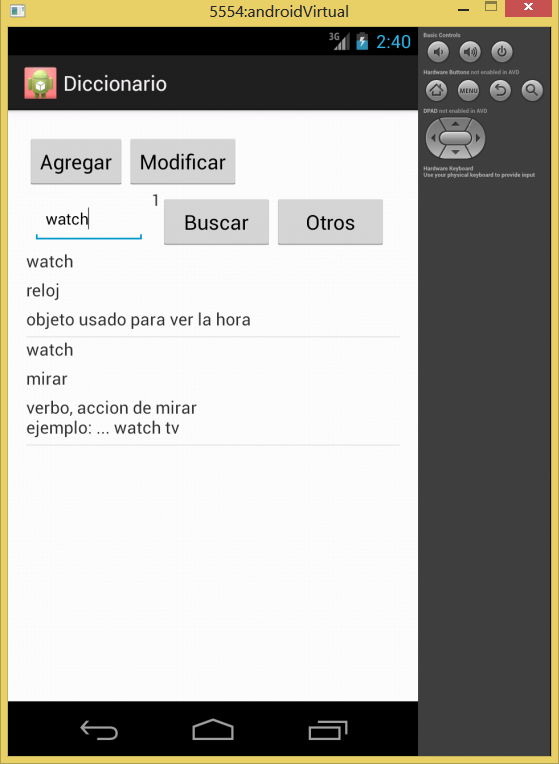 5554:androidVirtual
3G 2:40
Diccionario
Agregar Modificar
watch 1 Buscar Otros
watch
reloj
objeto usado para ver la hora
watch
mirar
verbo, accion de mirar
ejemplo: ... watch tv
Basic Controls
Hardware Buttons not enabled in AVD
MENU
DPAD not enabled in AVD
Hardware Keyboard
Use your physical keyboard to provide input